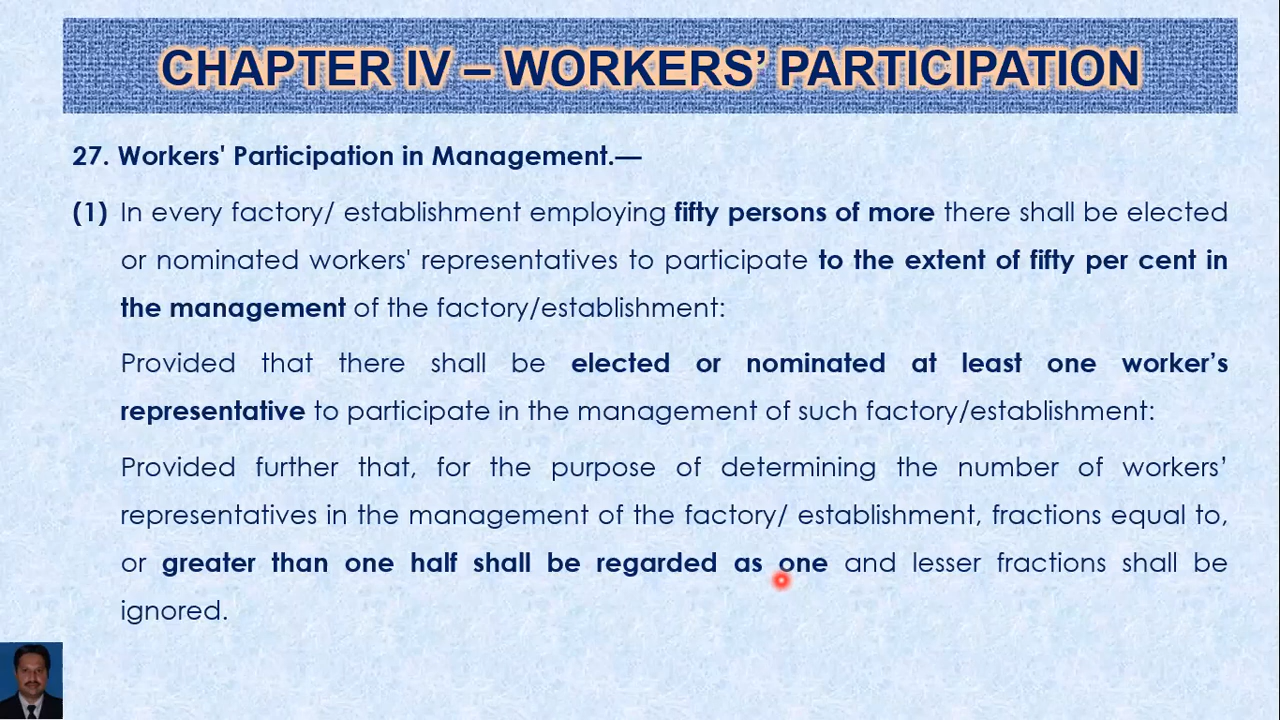 CHAPTER IV – WORKERS’ PARTICIPATION
27. Workers' Participation in Management.—
(1) In every factory/ establishment employing fifty persons of more there shall be elected
or nominated workers' representatives to participate to the extent of fifty per cent in
the management of the factory/establishment:
Provided that there shall be elected or nominated at least one worker’s
representative to participate in the management of such factory/establishment:
Provided further that, for the purpose of determining the number of workers’
representatives in the management of the factory/ establishment, fractions equal to,
or greater than one half shall be regarded as one and lesser fractions shall be
ignored.